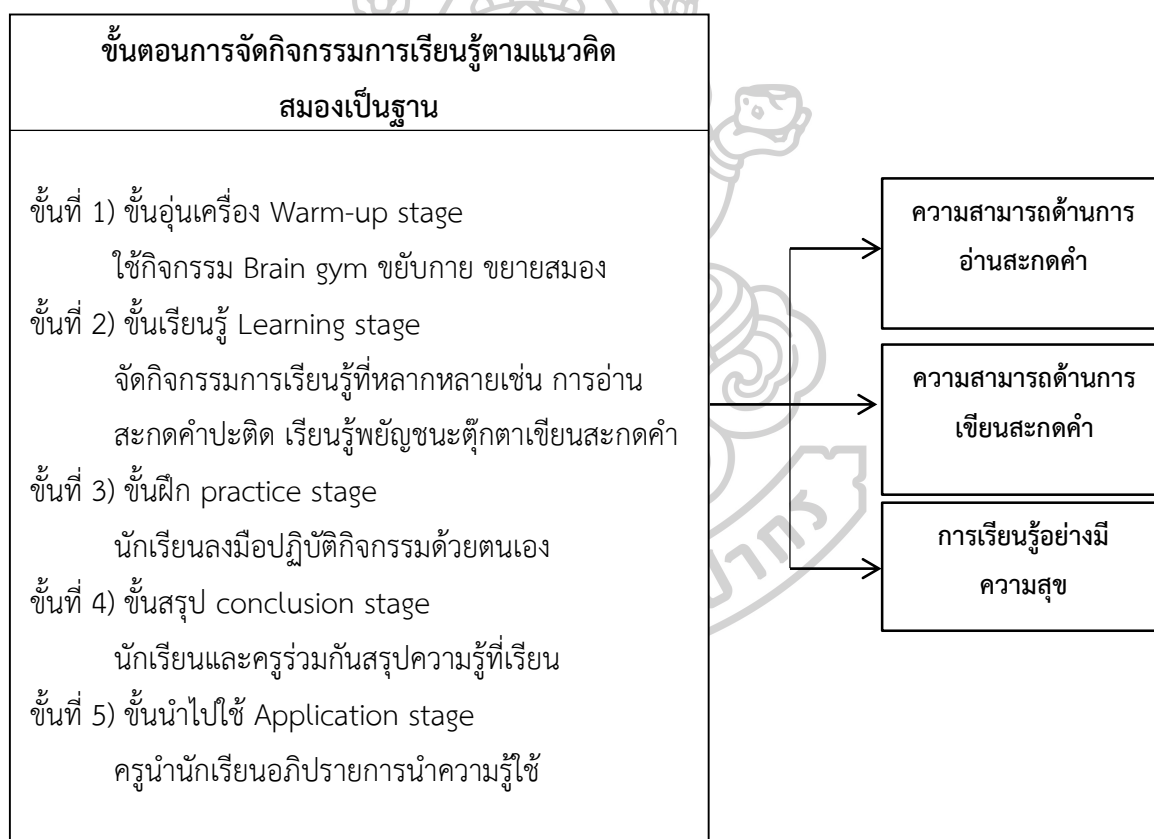 ขั้นตอนการจัดกิจกรรมการเรียนรู้ตามแนวคิด
สมองเป็นฐาน
ขั้นที่ 1) ขั้นอุ่นเครื่อง Warm-up stage
ใช้กิจกรรม Brain gym ขยับกาย ขยายสมอง
ขั้นที่ 2) ขั้นเรียนรู้ Learning stage
จัดกิจกรรมการเรียนรู้ที่หลากหลายเช่น การอ่าน
สะกดคำปะติด เรียนรู้พยัญชนะตุ๊กตาเขียนสะกดคำ
ขั้นที่ 3) ขั้นฝึก practice stage
นักเรียนลงมือปฏิบัติกิจกรรมด้วยตนเอง
ขั้นที่ 4) ขั้นสรุป conclusion stage
นักเรียนและครูร่วมกันสรุปความรู้ที่เรียน
ขั้นที่ 5) ขั้นนำไปใช้ Application stage
ครูนำนักเรียนอภิปรายการนำความรู้ใช้
ความสามารถด้านการ
อ่านสะกดคำ
ความสามารถด้านการ
เขียนสะกดคำ
การเรียนรู้อย่างมี
ความสุข